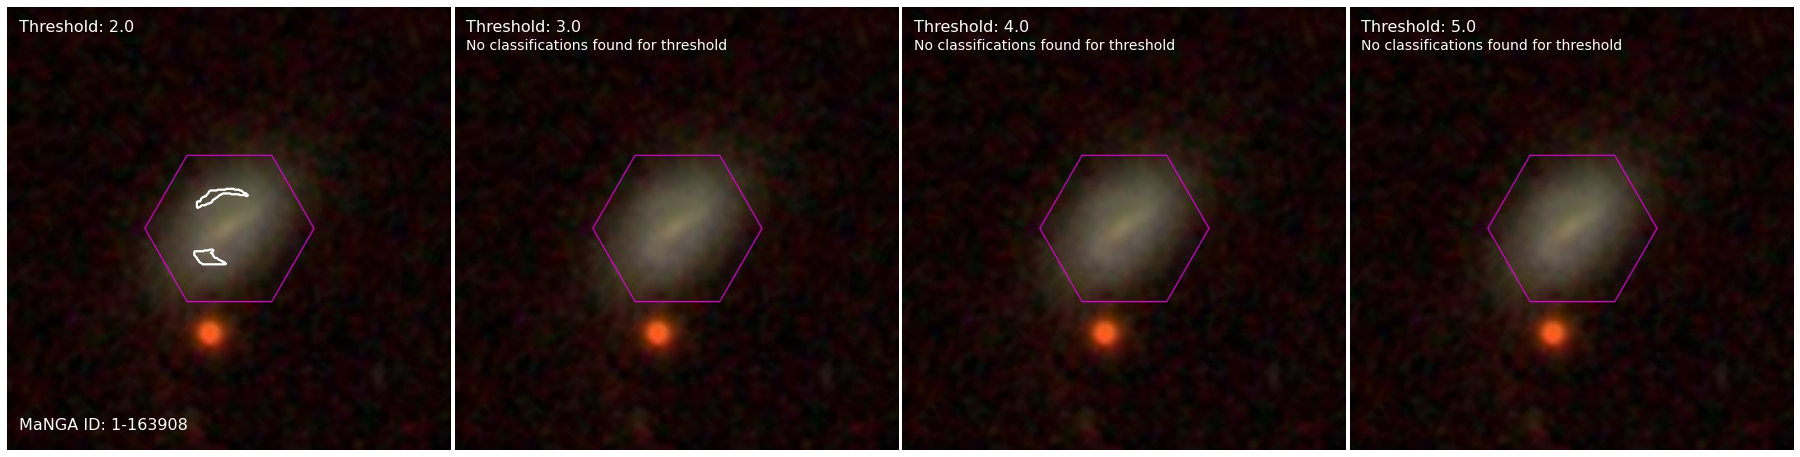 Threshold: 2.0
MaNGA ID: 1-163908
Threshold: 3.0
No classifications found for threshold
Threshold: 4.0
No classifications found for threshold
Threshold: 5.0
No classifications found for threshold